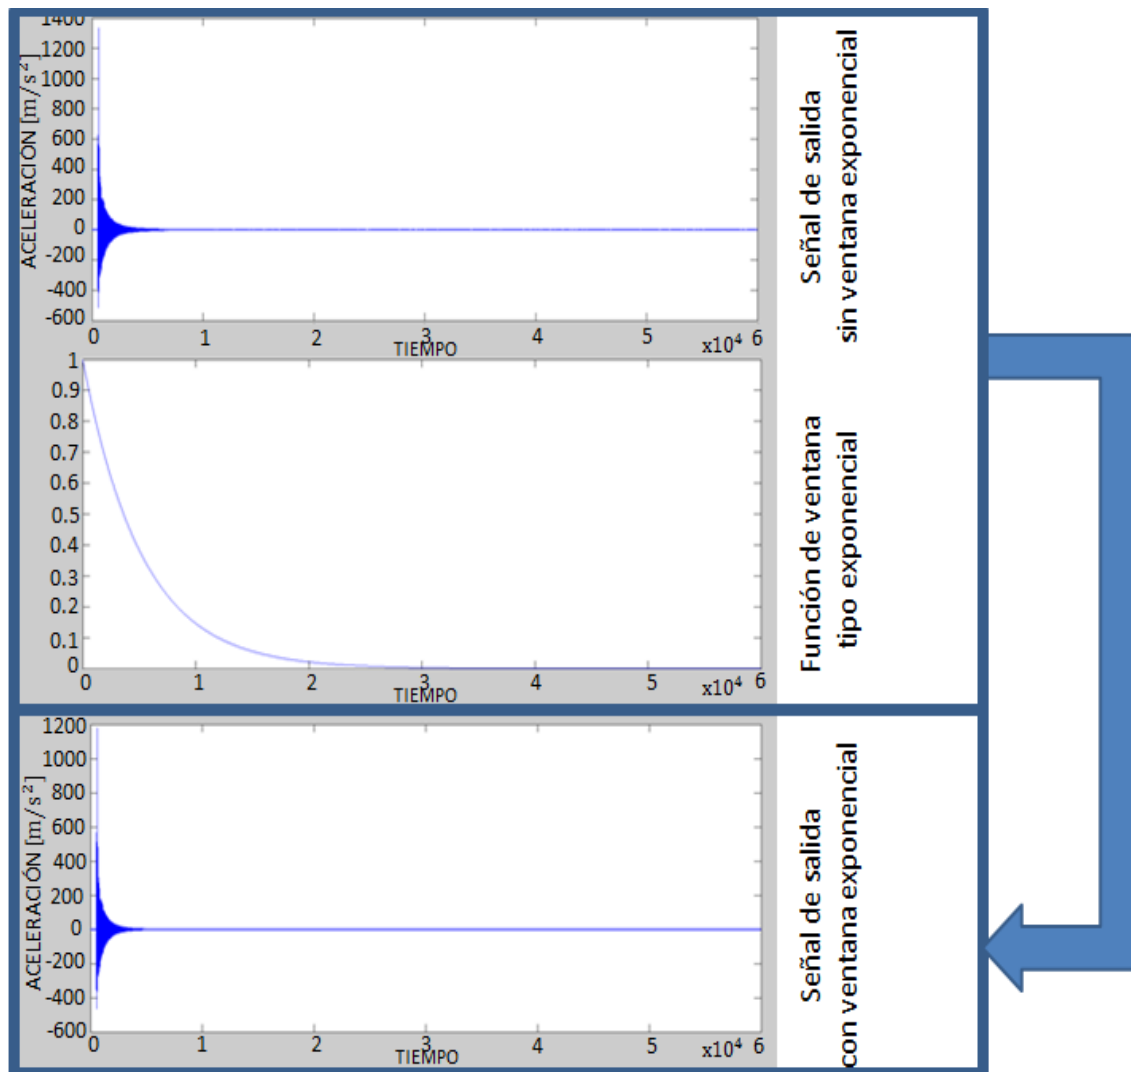 ACELERACIÓN [m/s²]
1400
1200
1000
800
600
400
200
0
-200
-400
-600
0 1 2 3 4 5 6
x10⁴
TIEMPO
Señal de salida
sin ventana exponencial
1
0.9
0.8
0.7
0.6
0.5
0.4
0.3
0.2
0.1
0
0 1 2 3 4 5 6
x10⁴
TIEMPO
Función de ventana
tipo exponencial
ACELERACIÓN [m/s²]
1200
1000
800
600
400
200
0
-200
-400
-600
0 1 2 3 4 5 6
x10⁴
TIEMPO
Señal de salida
con ventana exponencial